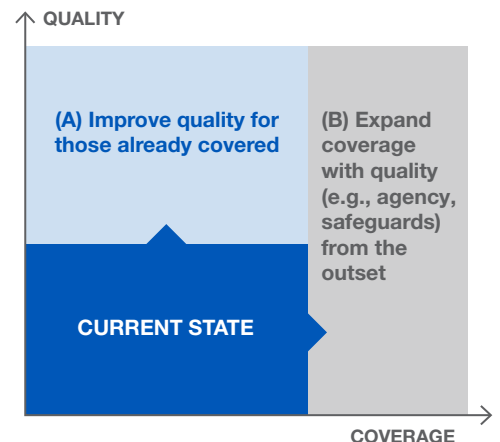 QUALITY
(A) Improve quality for
those already covered
(B) Expand
coverage
with quality
(e.g., agency,
safeguards)
from the
outset
CURRENT STATE
COVERAGE